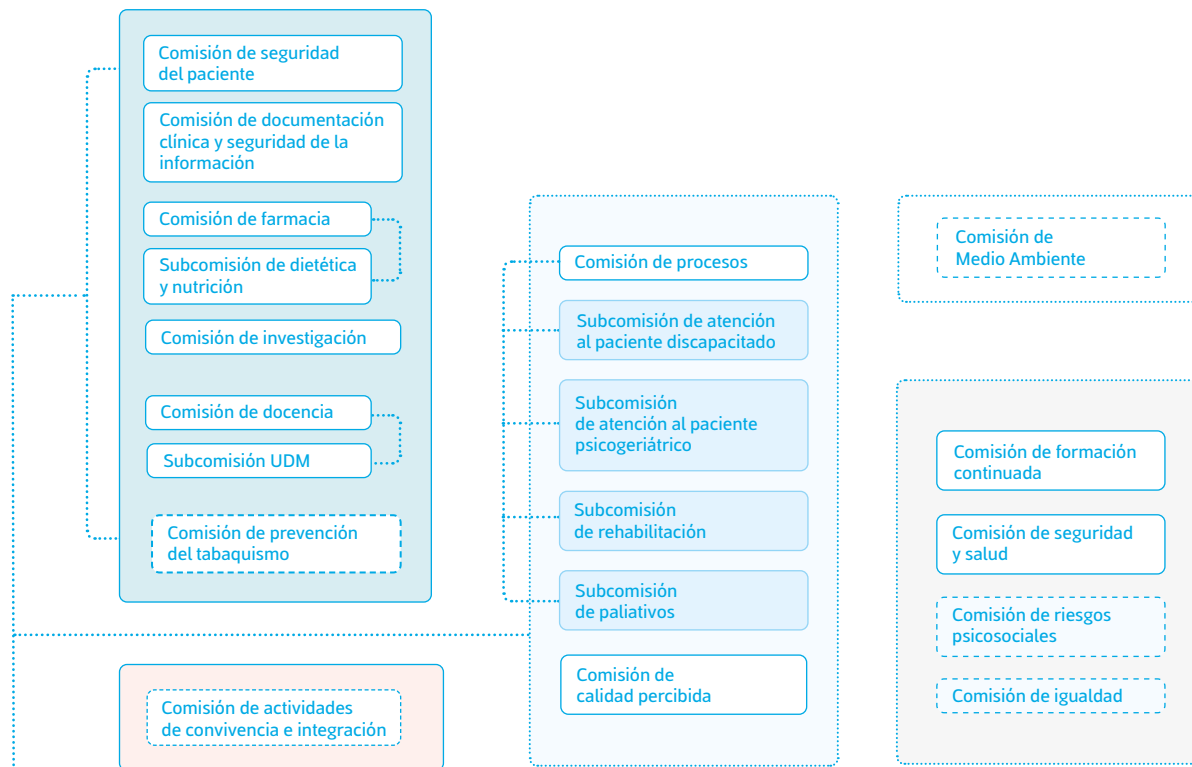 Comisión de seguridad
del paciente
Comisión de documentación
clínica y seguridad de la
información
Comisión de farmacia
Subcomisión de dietética
y nutrición
Comisión de investigación
Comisión de docencia
Subcomisión UDM
Comisión de prevención
del tabaquismo
Comisión de actividades
de convivencia e integración
Comisión de procesos
Subcomisión de atención
al paciente discapacitado
Subcomisión
de atención al paciente
psicogeriátrico
Subcomisión
de rehabilitación
Subcomisión
de paliativos
Comisión de
calidad percibida
Comisión de
Medio Ambiente
Comisión de formación
continuada
Comisión de seguridad
y salud
Comisión de riesgos
psicosociales
Comisión de igualdad